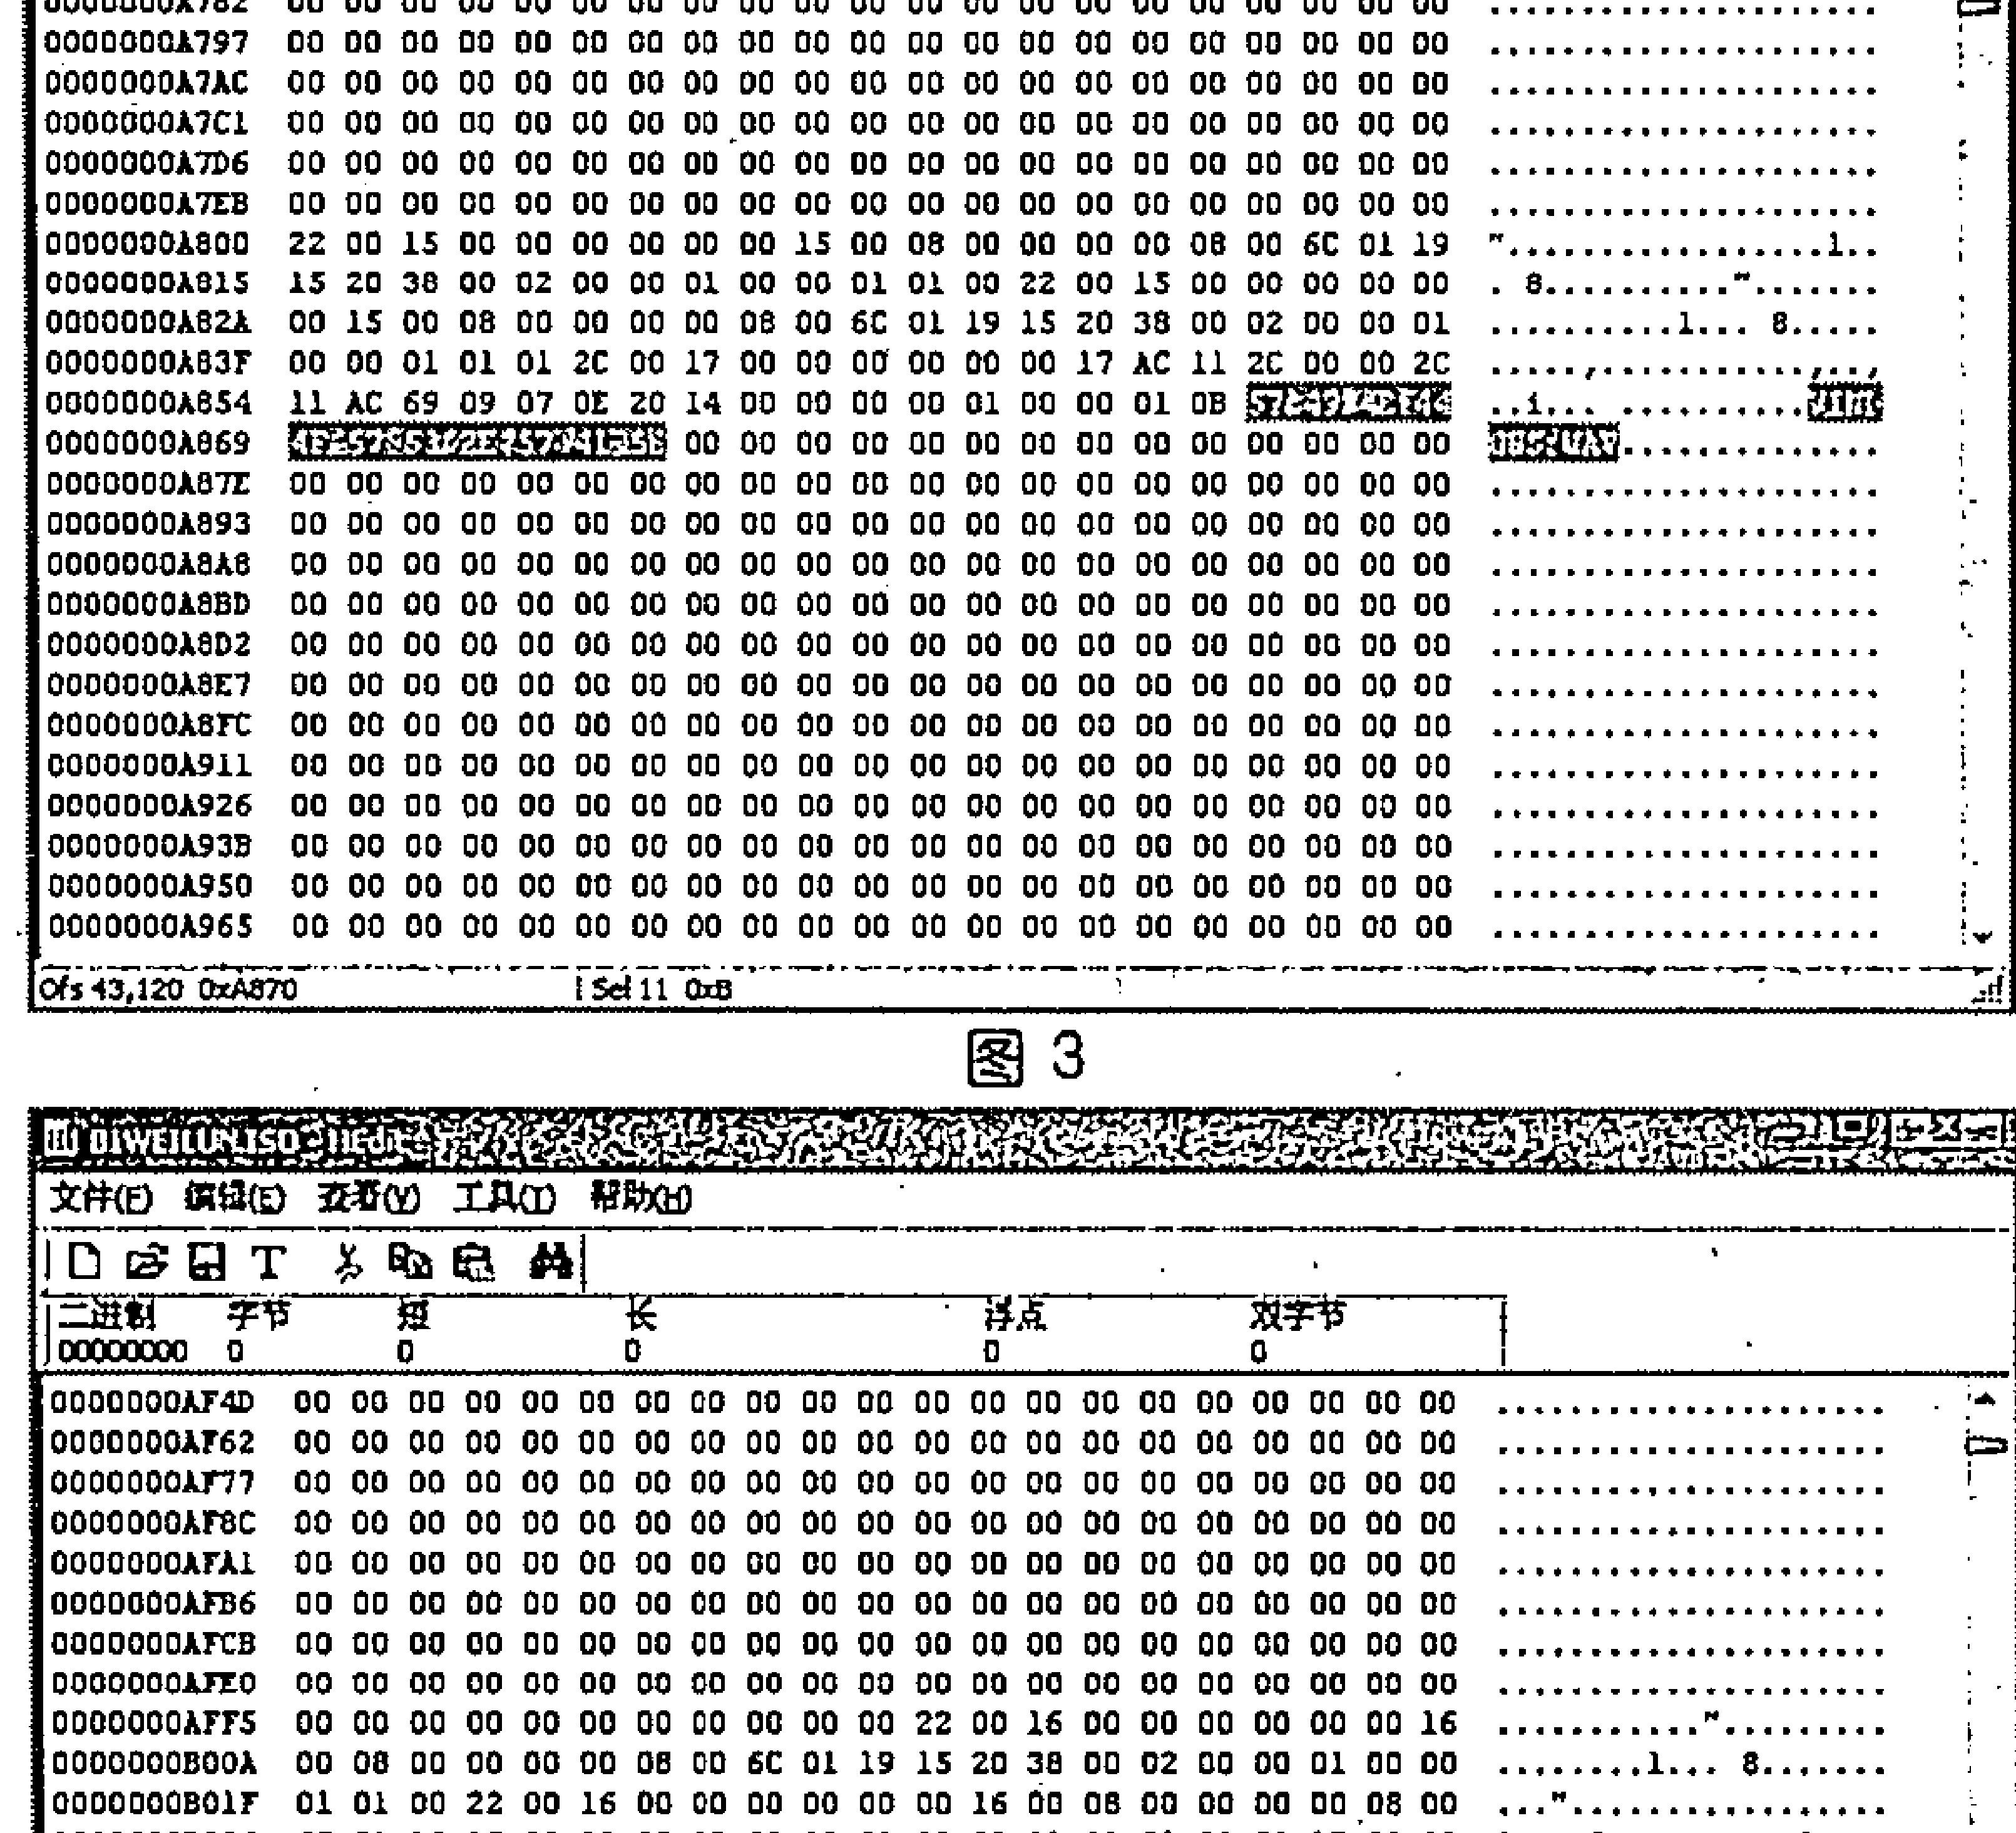 0000000A782 00 00 00 00 00 00 00 00 00 00 00 00 00 00 00 00 00 00 00 00 00 .....................
0000000A797 00 00 00 00 00 00 00 00 00 00 00 00 00 00 00 00 00 00 00 00 00 .....................
0000000A7AC 00 00 00 00 00 00 00 00 00 00 00 00 00 00 00 00 00 00 00 00 00 .....................
0000000A7C1 00 00 00 00 00 00 00 00 00 00 00 00 00 00 00 00 00 00 00 00 00 .....................
0000000A7D6 00 00 00 00 00 00 00 00 00 00 00 00 00 00 00 00 00 00 00 00 00 .....................
0000000A7EB 00 00 00 00 00 00 00 00 00 00 00 00 00 00 00 00 00 00 00 00 00 .....................
0000000A800 22 00 15 00 00 00 00 00 00 15 00 08 00 00 00 00 08 00 6C 01 19 ".................l..
0000000A815 15 20 38 00 02 00 00 01 00 00 01 01 00 22 00 15 00 00 00 00 00 . 8..........".......
0000000A82A 00 15 00 08 00 00 00 00 08 00 6C 01 19 15 20 38 00 02 00 00 01 ..........l... 8.....
0000000A83F 00 00 01 01 01 2C 00 17 00 00 00 00 00 00 17 AC 11 2C 00 00 2C .....,...........,..,
0000000A854 11 AC 69 09 07 0E 20 14 00 00 00 00 01 00 00 01 0B ..i... ..........
0000000A869 00 00 00 00 00 00 00 00 00 00 00 00 00 00 ..............
0000000A87E 00 00 00 00 00 00 00 00 00 00 00 00 00 00 00 00 00 00 00 00 00 .....................
0000000A893 00 00 00 00 00 00 00 00 00 00 00 00 00 00 00 00 00 00 00 00 00 .....................
0000000A8A8 00 00 00 00 00 00 00 00 00 00 00 00 00 00 00 00 00 00 00 00 00 .....................
0000000A8BD 00 00 00 00 00 00 00 00 00 00 00 00 00 00 00 00 00 00 00 00 00 .....................
0000000A8D2 00 00 00 00 00 00 00 00 00 00 00 00 00 00 00 00 00 00 00 00 00 .....................
0000000A8E7 00 00 00 00 00 00 00 00 00 00 00 00 00 00 00 00 00 00 00 00 00 .....................
0000000A8FC 00 00 00 00 00 00 00 00 00 00 00 00 00 00 00 00 00 00 00 00 00 .....................
0000000A911 00 00 00 00 00 00 00 00 00 00 00 00 00 00 00 00 00 00 00 00 00 .....................
0000000A926 00 00 00 00 00 00 00 00 00 00 00 00 00 00 00 00 00 00 00 00 00 .....................
0000000A93B 00 00 00 00 00 00 00 00 00 00 00 00 00 00 00 00 00 00 00 00 00 .....................
0000000A950 00 00 00 00 00 00 00 00 00 00 00 00 00 00 00 00 00 00 00 00 00 .....................
0000000A965 00 00 00 00 00 00 00 00 00 00 00 00 00 00 00 00 00 00 00 00 00 .....................
Ofs 43,120 0xA870 Sel 11 0xB
图 3
文件(F) 编辑(E) 查看(V) 工具(T) 帮助(H)
二进制 字节 短 长 浮点 双字节
00000000 0 0 0 0 0
0000000AF4D 00 00 00 00 00 00 00 00 00 00 00 00 00 00 00 00 00 00 00 00 00 .....................
0000000AF62 00 00 00 00 00 00 00 00 00 00 00 00 00 00 00 00 00 00 00 00 00 .....................
0000000AF77 00 00 00 00 00 00 00 00 00 00 00 00 00 00 00 00 00 00 00 00 00 .....................
0000000AF8C 00 00 00 00 00 00 00 00 00 00 00 00 00 00 00 00 00 00 00 00 00 .....................
0000000AFA1 00 00 00 00 00 00 00 00 00 00 00 00 00 00 00 00 00 00 00 00 00 .....................
0000000AFB6 00 00 00 00 00 00 00 00 00 00 00 00 00 00 00 00 00 00 00 00 00 .....................
0000000AFCB 00 00 00 00 00 00 00 00 00 00 00 00 00 00 00 00 00 00 00 00 00 .....................
0000000AFE0 00 00 00 00 00 00 00 00 00 00 00 00 00 00 00 00 00 00 00 00 00 .....................
0000000AFF5 00 00 00 00 00 00 00 00 00 00 00 22 00 16 00 00 00 00 00 00 16 ...........".........
0000000B00A 00 08 00 00 00 00 08 00 6C 01 19 15 20 38 00 02 00 00 01 00 00 ........l... 8.......
0000000B01F 01 01 00 22 00 16 00 00 00 00 00 00 16 00 08 00 00 00 00 08 00 ...".................